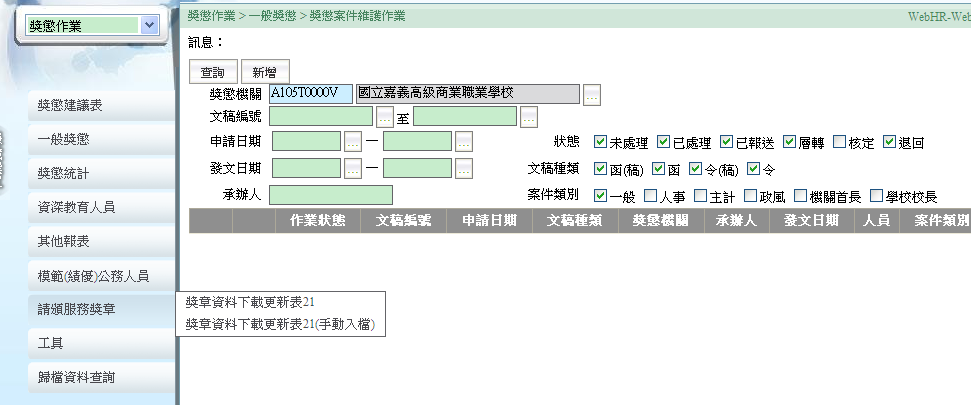 獎懲作業
獎懲作業 > 一般獎懲 > 獎懲案件維護作業
WebHR-Web
訊息：
查詢 新增
獎懲機關 A105T0000V 國立嘉義高級商業職業學校 ...
文稿編號 ... 至 ...
申請日期 ... — ... 狀態 未處理 已處理 已報送 層轉 核定 退回
發文日期 ... — ... 文稿種類 函(稿) 函 令(稿) 令
承辦人 案件類別 一般 人事 主計 政風 機關首長 學校校長
作業狀態 文稿編號 申請日期 文稿種類 獎懲機關 承辦人 發文日期 人員 案件類別
獎懲建議表
一般獎懲
獎懲統計
資深教育人員
其他報表
模範(績優)公務人員
請頒服務獎章
獎章資料下載更新表21
獎章資料下載更新表21(手動入檔)
工具
歸檔資料查詢